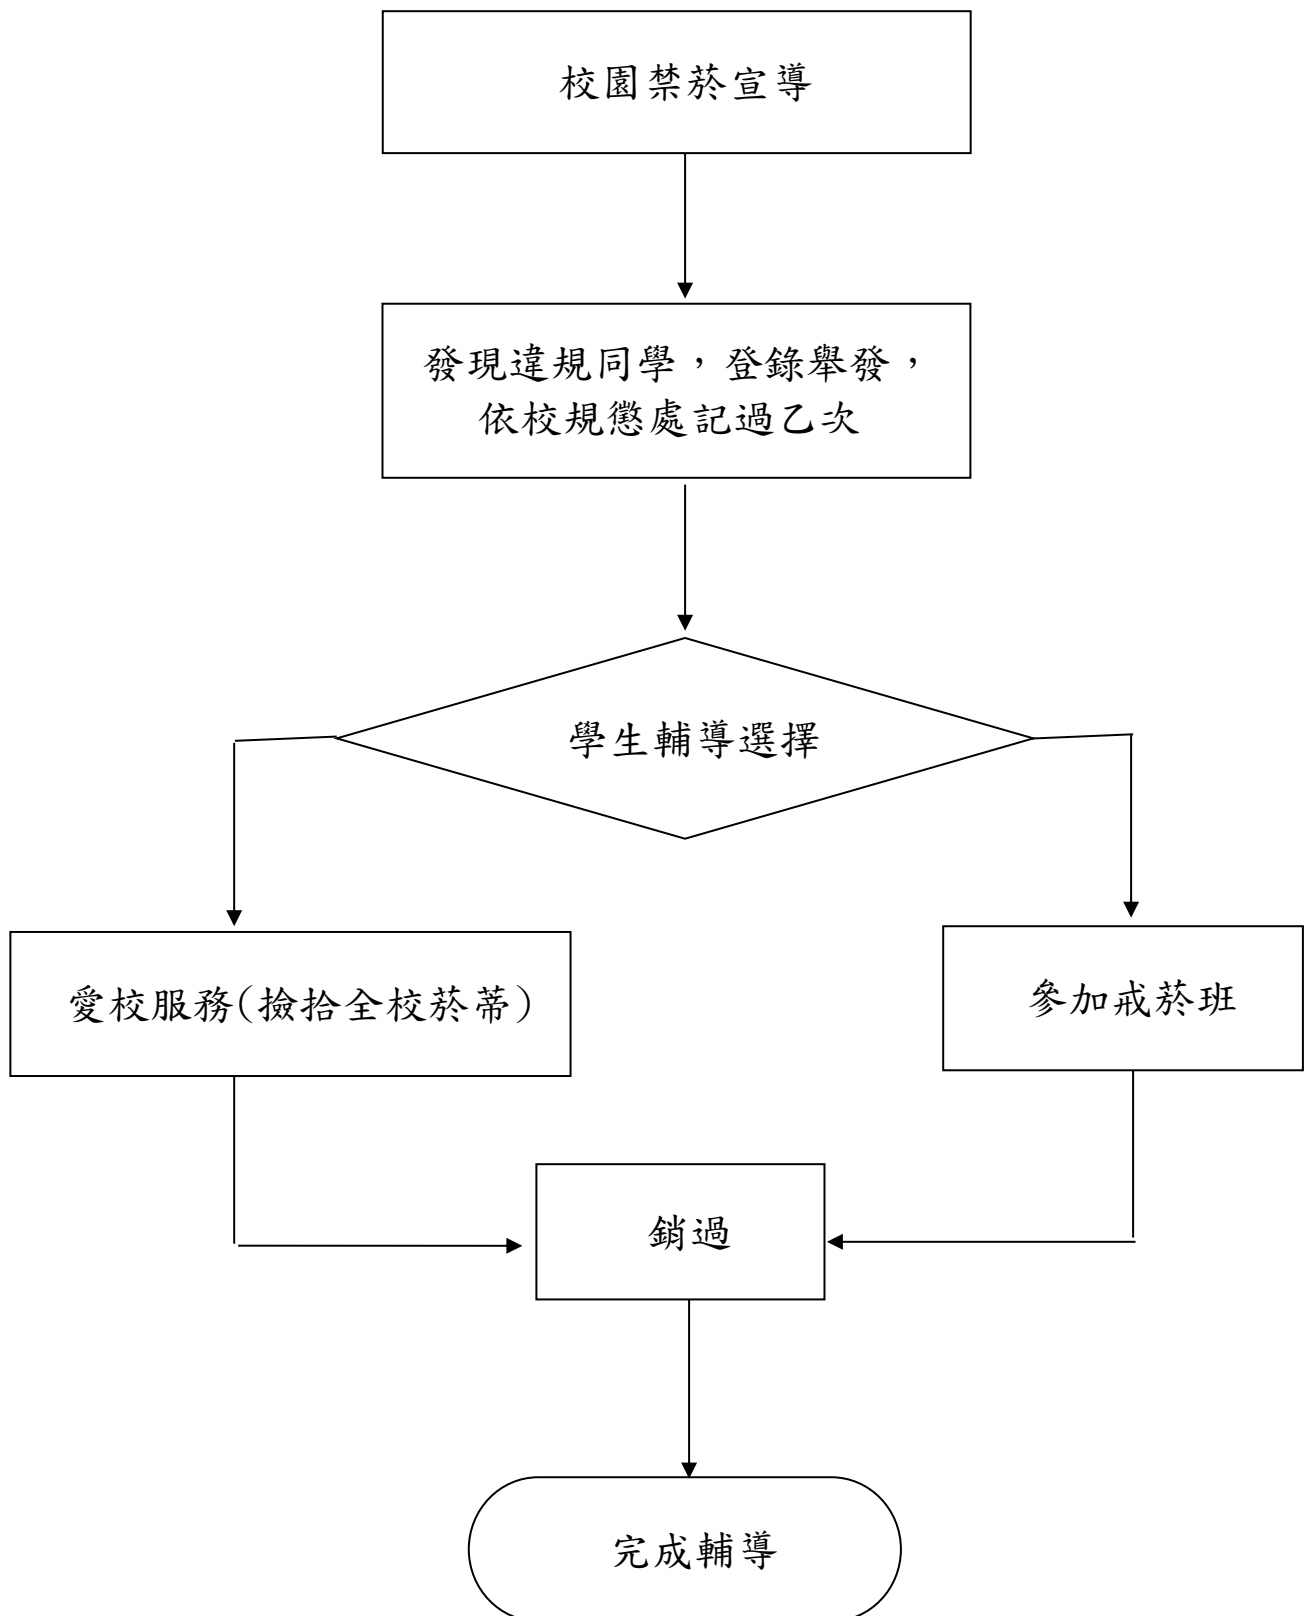 校園禁菸宣導
發現違規同學，登錄舉發，
依校規懲處記過乙次
學生輔導選擇
愛校服務(撿拾全校菸蒂)
參加戒菸班
銷過
完成輔導